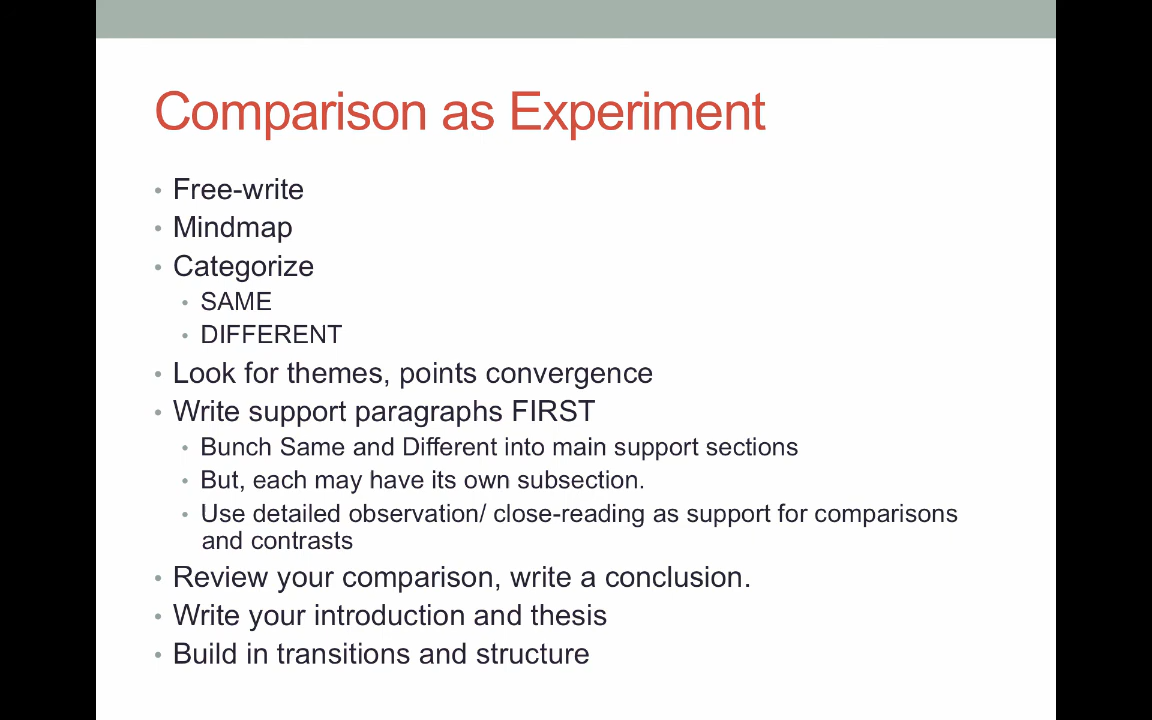 Comparison as Experiment
• Free-write
• Mindmap
• Categorize
• SAME
• DIFFERENT
• Look for themes, points convergence
• Write support paragraphs FIRST
• Bunch Same and Different into main support sections
• But, each may have its own subsection.
• Use detailed observation/ close-reading as support for comparisons
and contrasts
• Review your comparison, write a conclusion.
• Write your introduction and thesis
• Build in transitions and structure